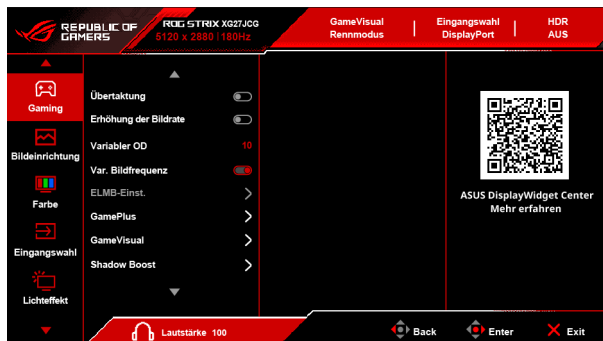 REPUBLIC OF
GAMERS
ROG STRIX XG27JCG
5120 x 2880 | 180Hz
GameVisual
Rennmodus
Eingangswahl
DisplayPort
HDR
AUS
Gaming
Bildeinrichtung
Farbe
Eingangswahl
Lichteffekt
Übertaktung
Erhöhung der Bildrate
Variabler OD 10
Var. Bildfrequenz
ELMB-Einst.
GamePlus
GameVisual
Shadow Boost
ASUS DisplayWidget Center
Mehr erfahren
Lautstärke 100
Back
Enter
Exit